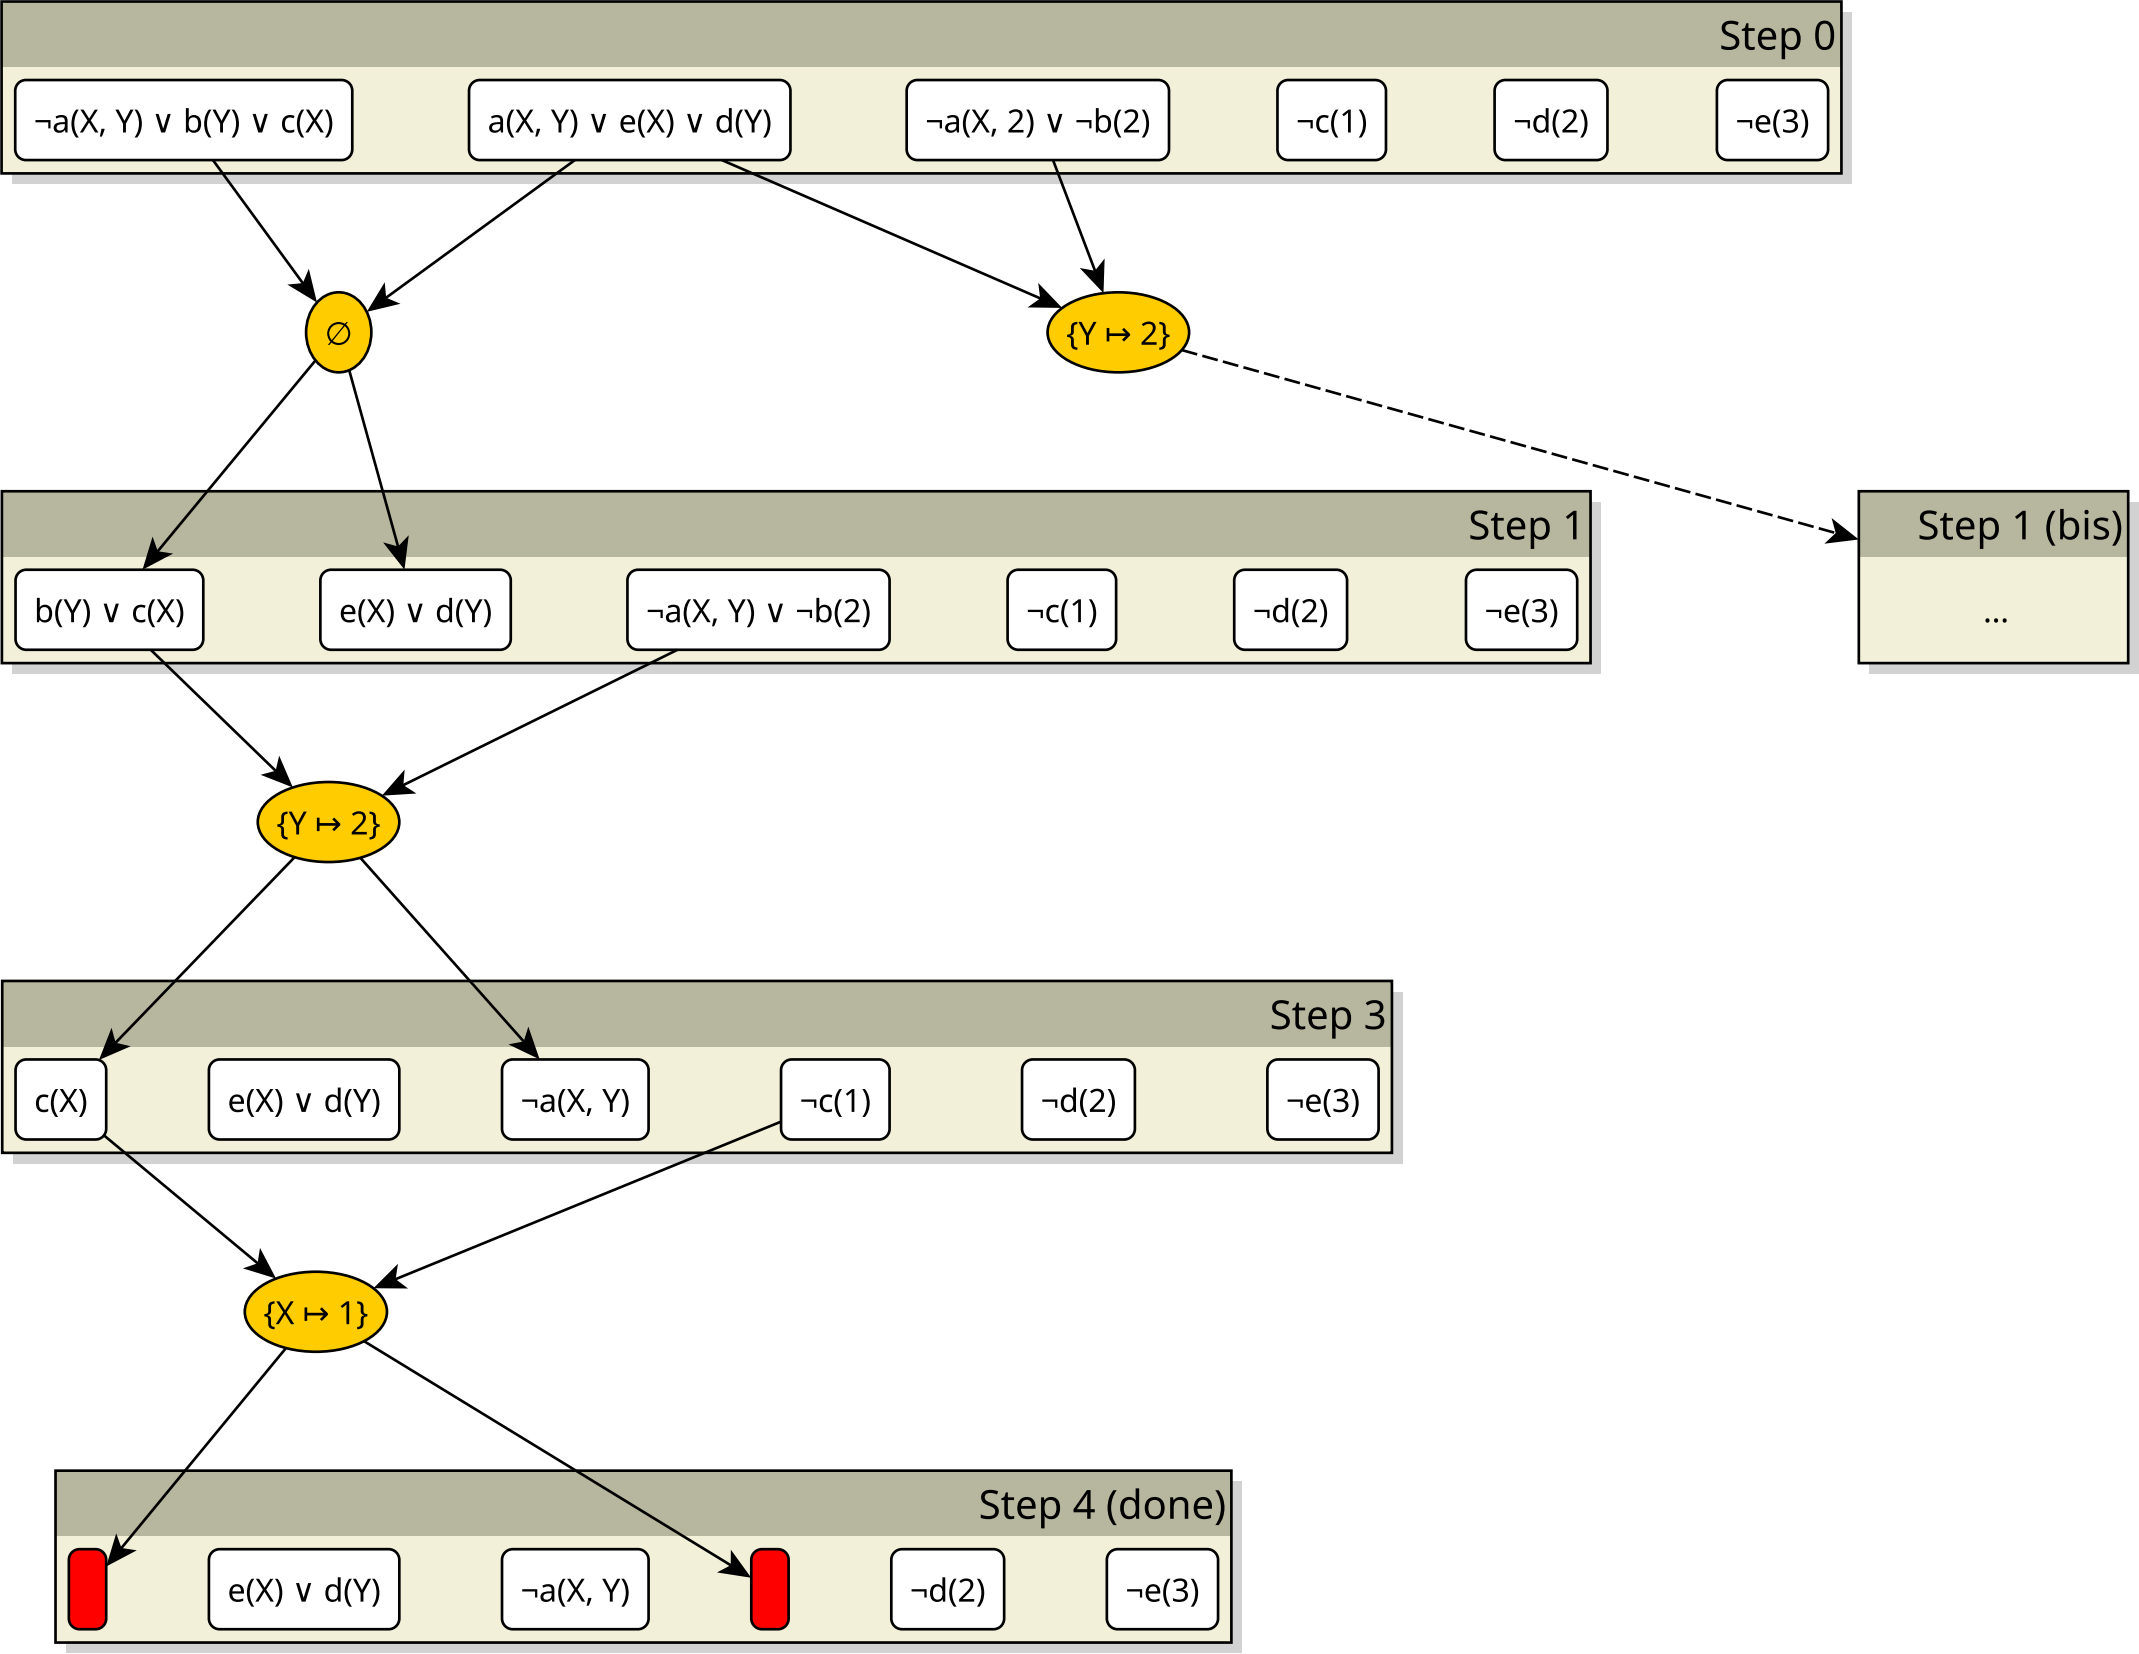 Step 0
¬a(X, Y) ∨ b(Y) ∨ c(X)
a(X, Y) ∨ e(X) ∨ d(Y)
¬a(X, 2) ∨ ¬b(2)
¬c(1)
¬d(2)
¬e(3)
∅
{Y ↦ 2}
Step 1
Step 1 (bis)
b(Y) ∨ c(X)
e(X) ∨ d(Y)
¬a(X, Y) ∨ ¬b(2)
¬c(1)
¬d(2)
¬e(3)
...
{Y ↦ 2}
Step 3
c(X)
e(X) ∨ d(Y)
¬a(X, Y)
¬c(1)
¬d(2)
¬e(3)
{X ↦ 1}
Step 4 (done)
e(X) ∨ d(Y)
¬a(X, Y)
¬d(2)
¬e(3)